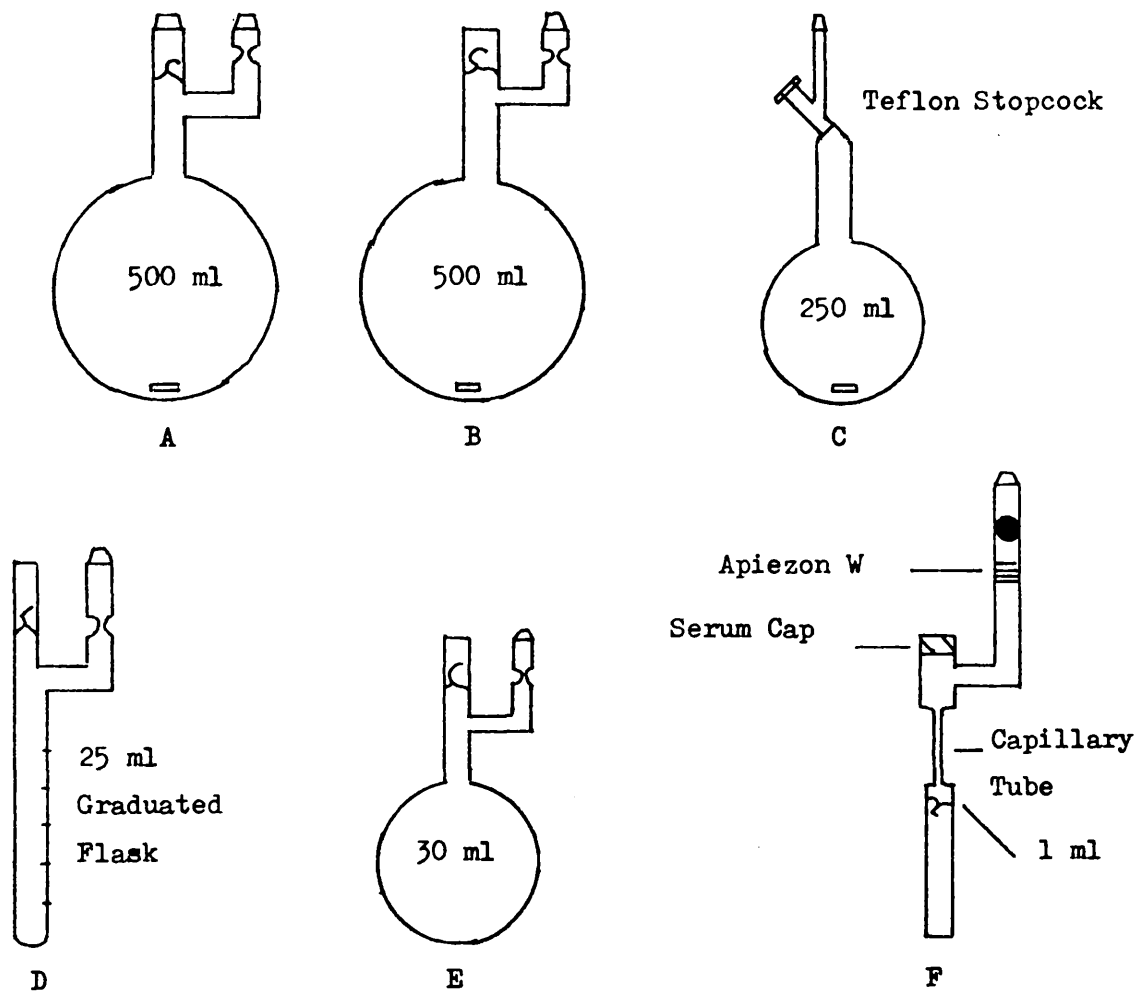 500 ml
500 ml
Teflon Stopcock
250 ml
A
B
C
Apiezon W
Serum Cap
25 ml
Graduated
Flask
30 ml
Capillary
Tube
1 ml
D
E
F